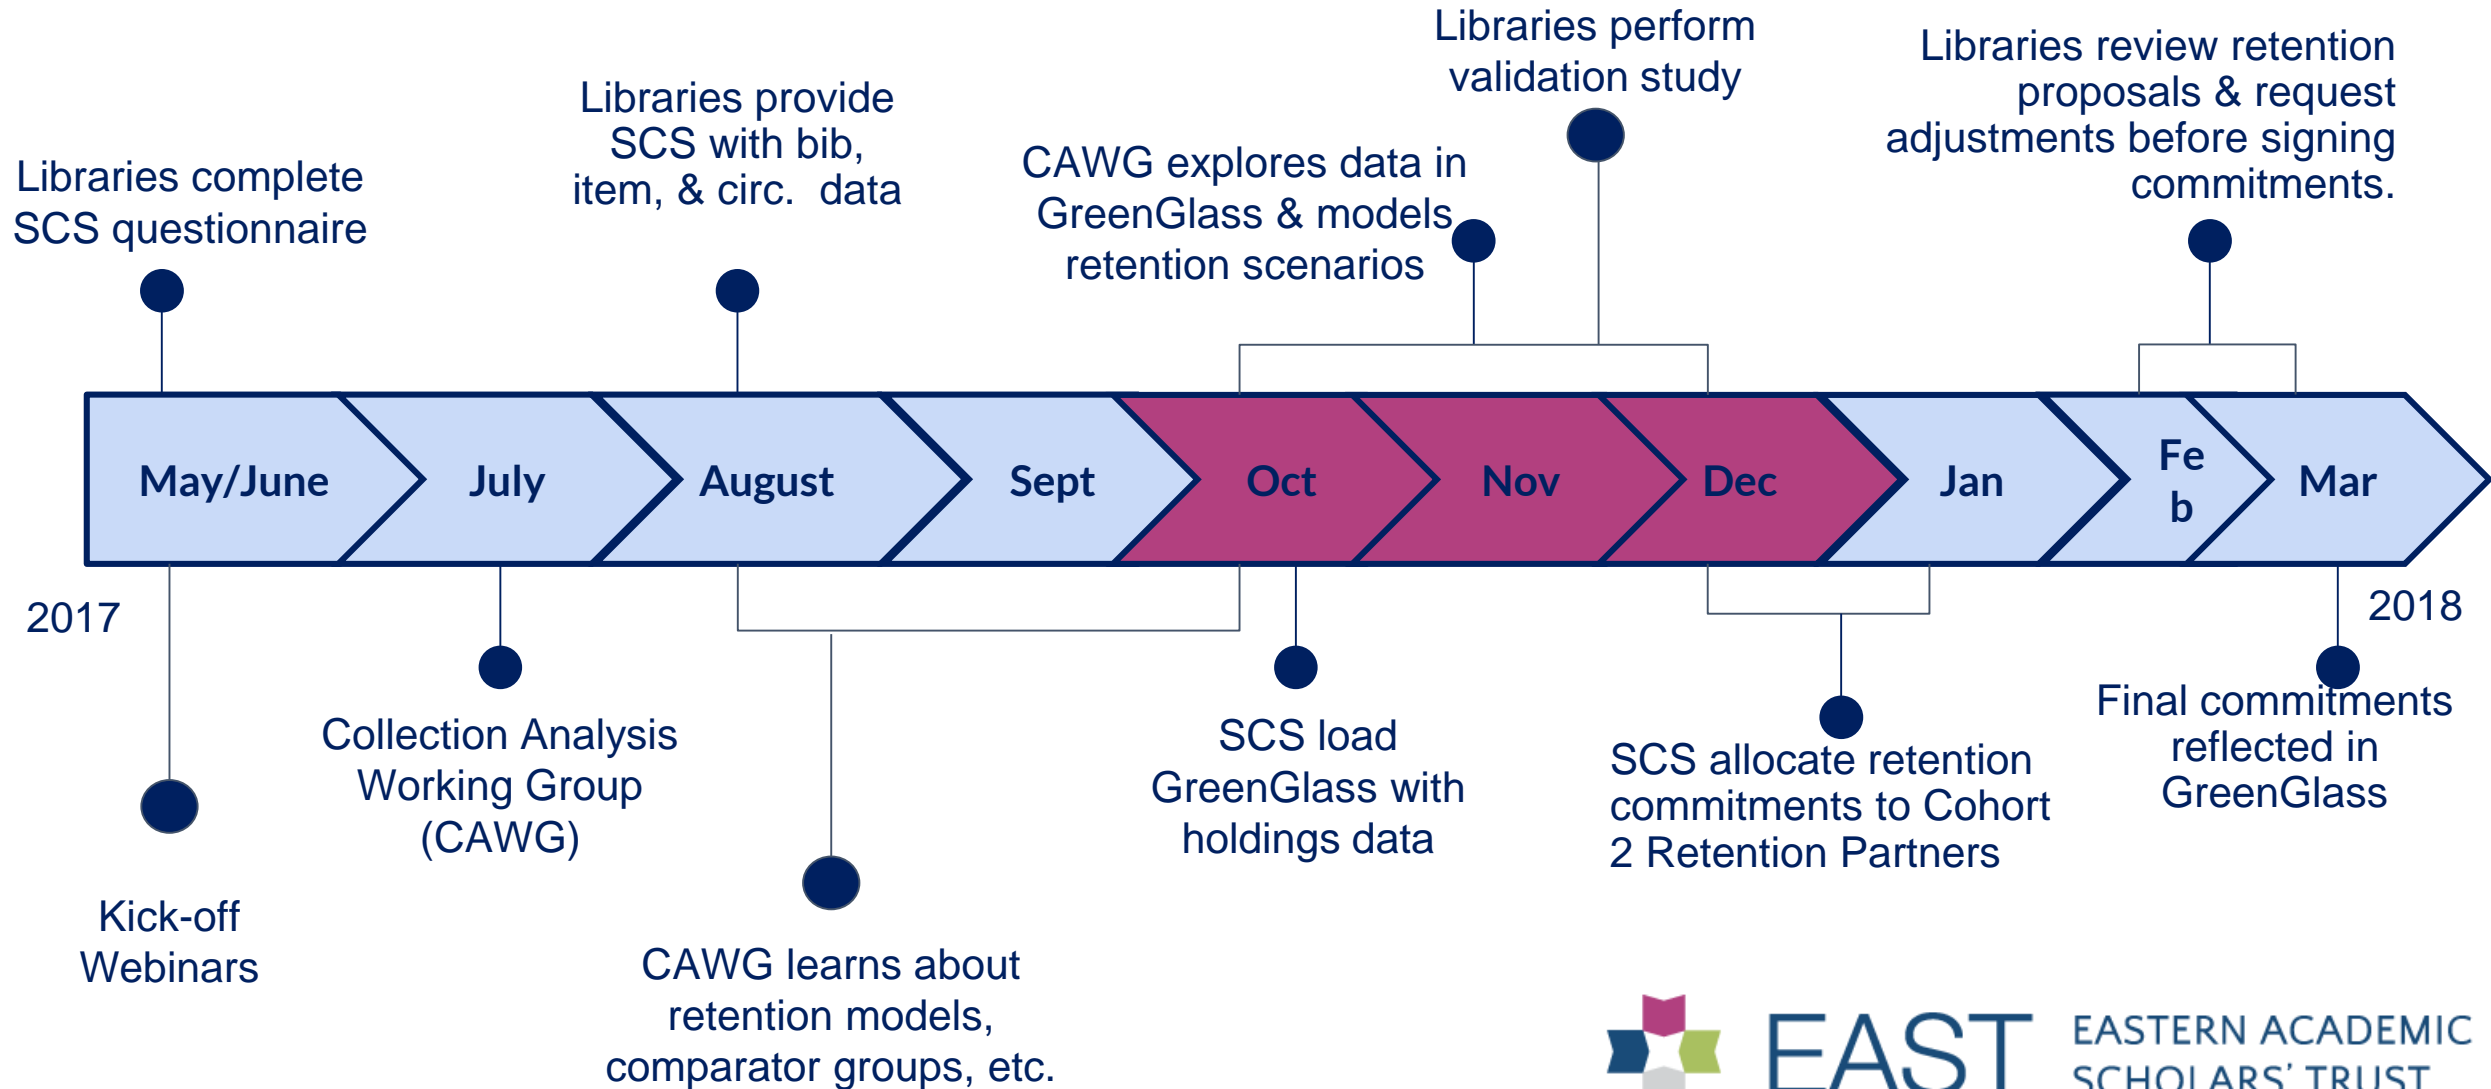 Libraries complete
SCS questionnaire
Libraries provide
SCS with bib,
item, & circ. data
CAWG explores data in
GreenGlass & models
retention scenarios
Libraries perform
validation study
Libraries review retention
proposals & request
adjustments before signing
commitments.
May/June
July
August
Sept
Oct
Nov
Dec
Jan
Fe
b
Mar
2017
2018
Kick-off
Webinars
Collection Analysis
Working Group
(CAWG)
CAWG learns about
retention models,
comparator groups, etc.
SCS load
GreenGlass with
holdings data
SCS allocate retention
commitments to Cohort
2 Retention Partners
Final commitments
reflected in
GreenGlass
EAST
EASTERN ACADEMIC
SCHOLARS' TRUST